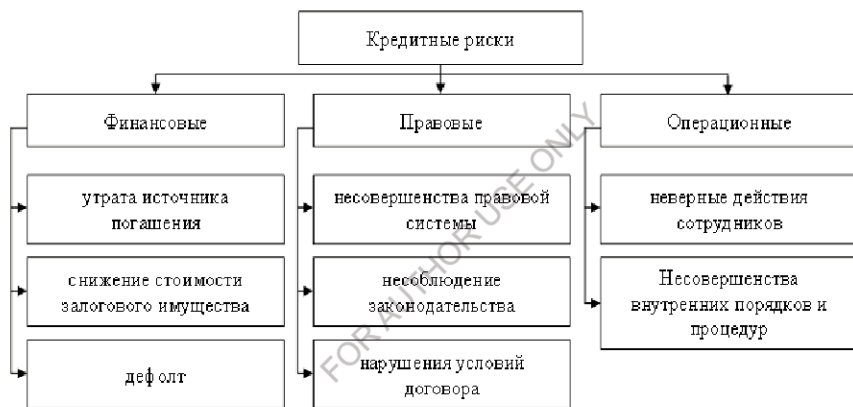 Кредитные риски
Финансовые
утрата источника
погашения
снижение стоимости
залогового имущества
дефолт
Правовые
несовершенства правовой
системы
несоблюдение
законодательства
нарушения условий
договора
Операционные
неверные действия
сотрудников
Несовершенства
внутренних порядков и
процедур
FOR AUTHOR USE ONLY